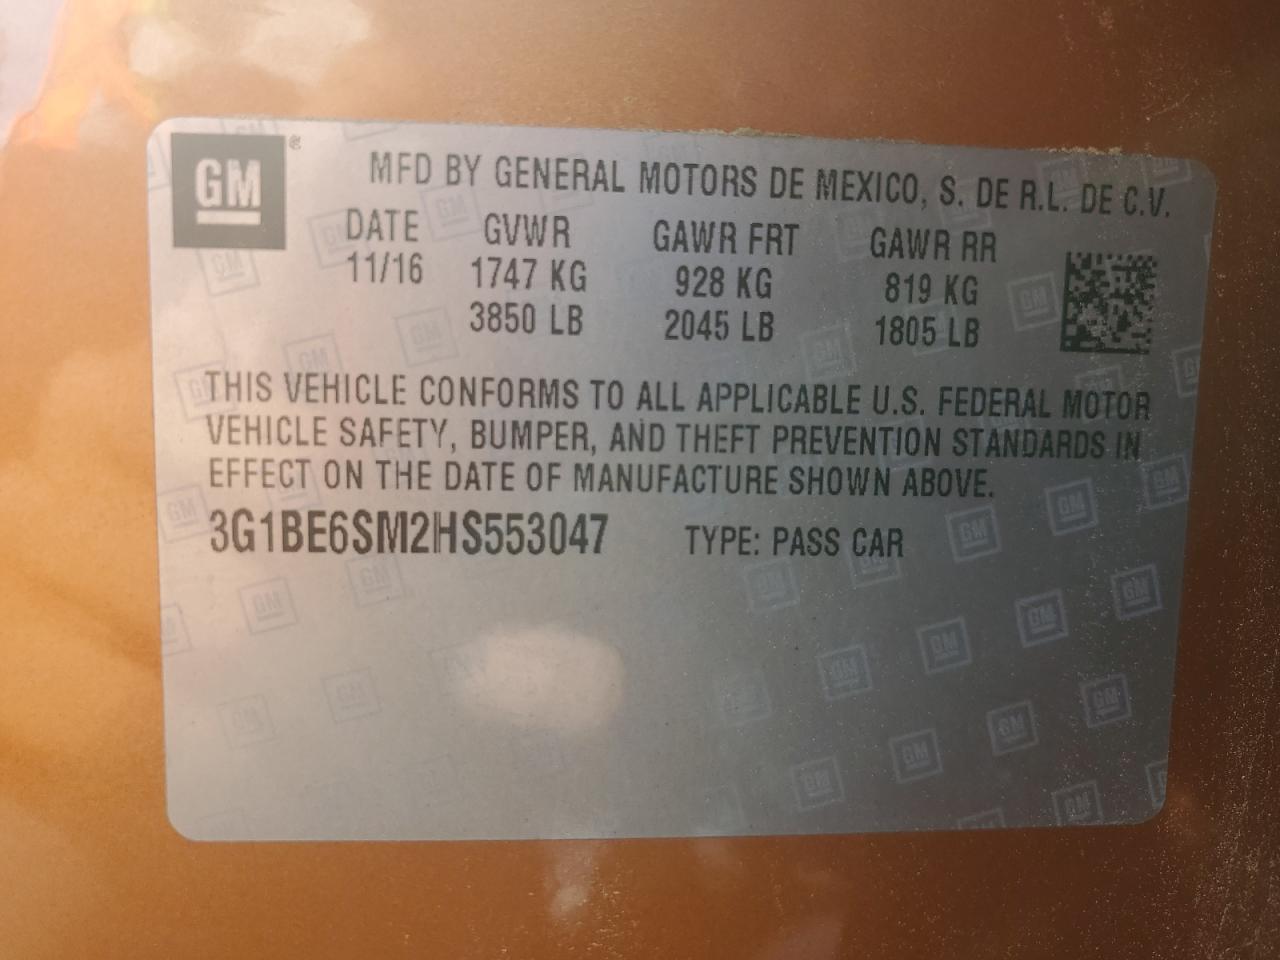 GM ®
MFD BY GENERAL MOTORS DE MEXICO, S. DE R.L. DE C.V.
DATE GVWR GAWR FRT GAWR RR
11/16 1747 KG 928 KG 819 KG
3850 LB 2045 LB 1805 LB
THIS VEHICLE CONFORMS TO ALL APPLICABLE U.S. FEDERAL MOTOR
VEHICLE SAFETY, BUMPER, AND THEFT PREVENTION STANDARDS IN
EFFECT ON THE DATE OF MANUFACTURE SHOWN ABOVE.
3G1BE6SM2HS553047 TYPE: PASS CAR